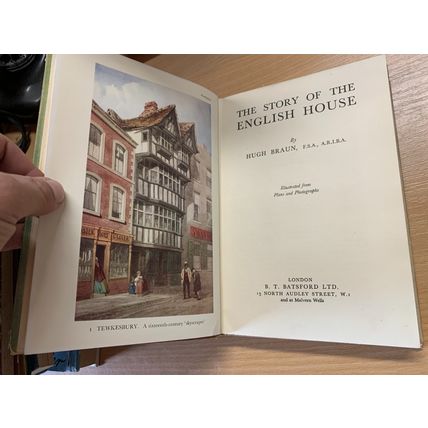 1 TEWKESBURY. A sixteenth-century 'skyscraper'
THE STORY OF THE
ENGLISH HOUSE
By
HUGH BRAUN, F.S.A., A.R.I.B.A.
Illustrated from
Plans and Photographs
LONDON
B. T. BATSFORD LTD.
15 NORTH AUDLEY STREET, W.1
and at Malvern Wells